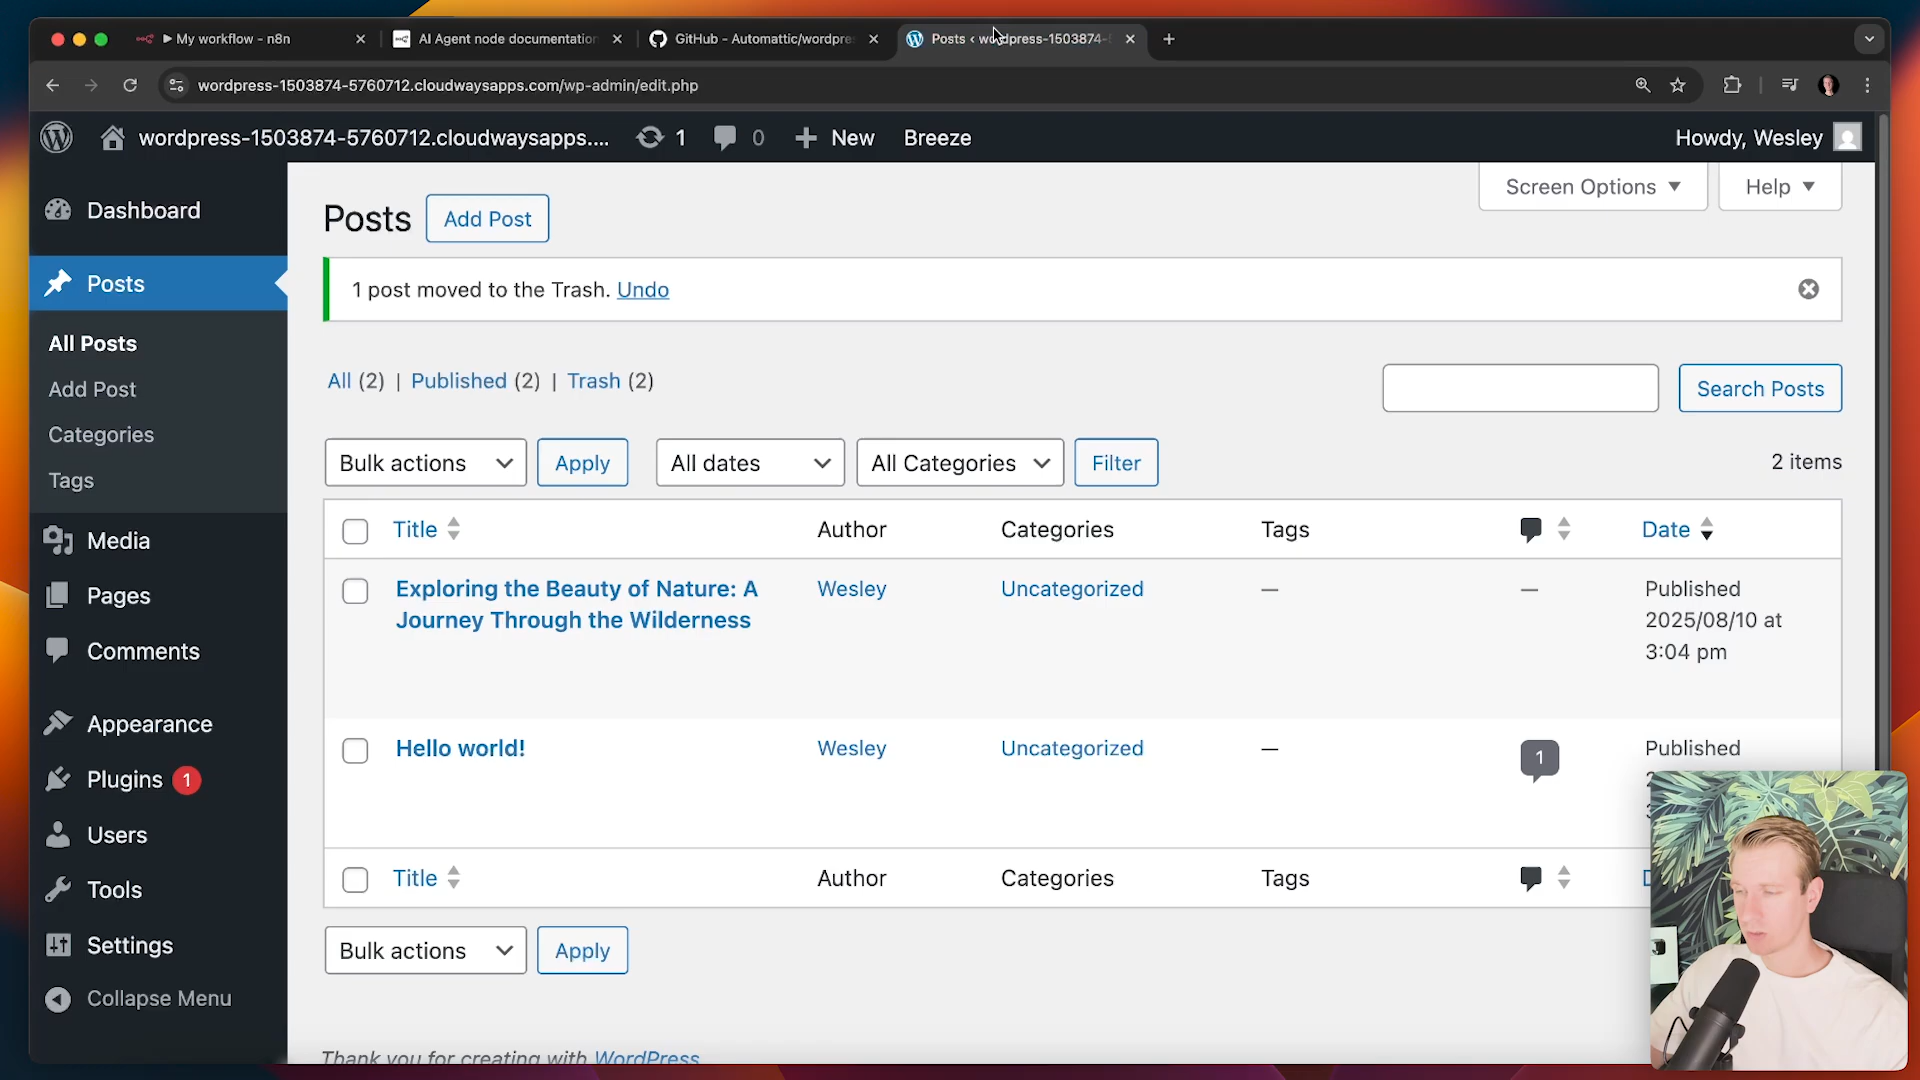 ▶ My workflow - n8n
AI Agent node documentation
GitHub - Automattic/wordpre
Posts ‹ wordpress-1503874-
wordpress-1503874-5760712.cloudwaysapps.com/wp-admin/edit.php
wordpress-1503874-5760712.cloudwaysapps....
1
0
New
Breeze
Howdy, Wesley
Dashboard
Posts
All Posts
Add Post
Categories
Tags
Media
Pages
Comments
Appearance
Plugins 1
Users
Tools
Settings
Collapse Menu
Screen Options ▼
Help ▼
Posts
Add Post
1 post moved to the Trash. Undo
All (2) | Published (2) | Trash (2)
Search Posts
Bulk actions
Apply
All dates
All Categories
Filter
2 items
Title
Author
Categories
Tags
Date
Exploring the Beauty of Nature: A
Journey Through the Wilderness
Wesley
Uncategorized
—
—
Published
2025/08/10 at
3:04 pm
Hello world!
Wesley
Uncategorized
—
1
Published
Title
Author
Categories
Tags
Bulk actions
Apply
Thank you for creating with WordPress